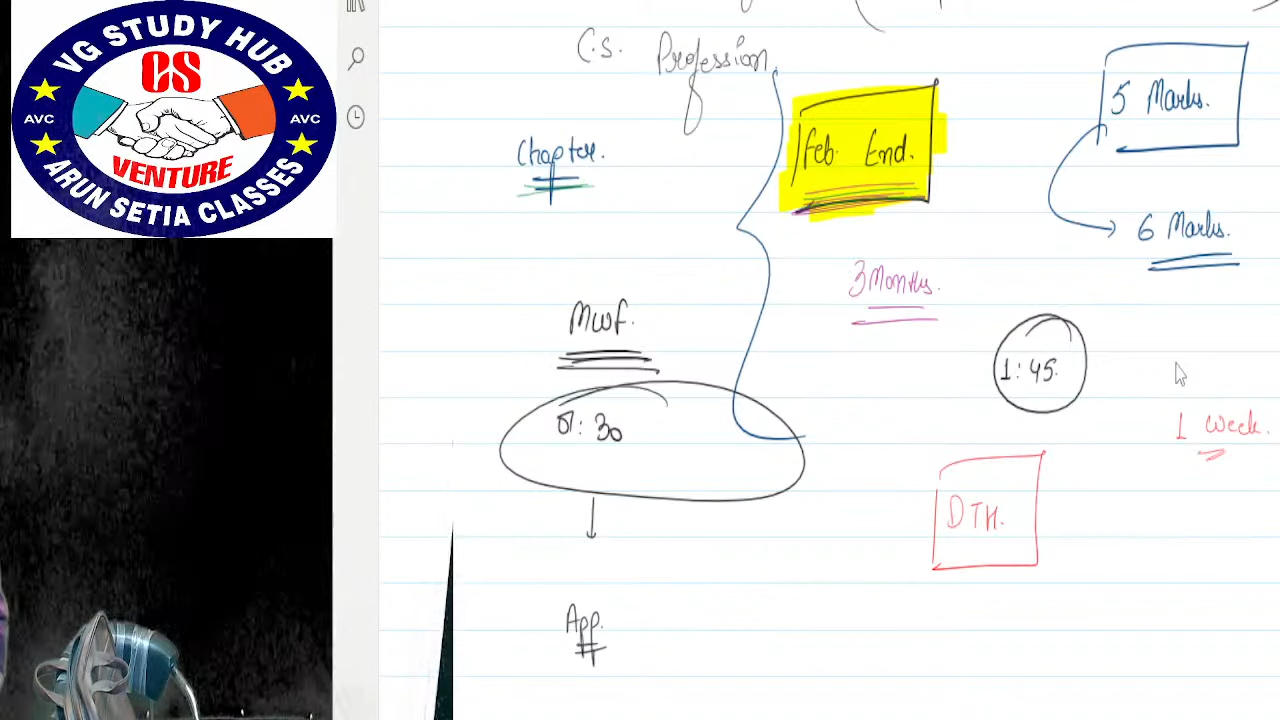 VG STUDY HUB
CS
AVC
AVC
VENTURE
ARUN SETIA CLASSES
C.S. Profession
5 Marks.
Chapter.
Feb. End.
6 Marks.
3 Months.
Mwf.
1:45.
: 30
1 week.
DTH.
App.